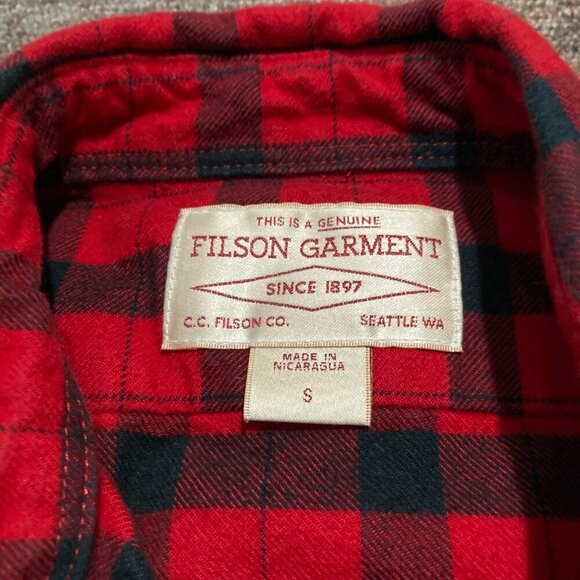 THIS IS A GENUINE
FILSON GARMENT
SINCE 1897
C.C. FILSON CO. SEATTLE WA
MADE IN
NICARAGUA
S